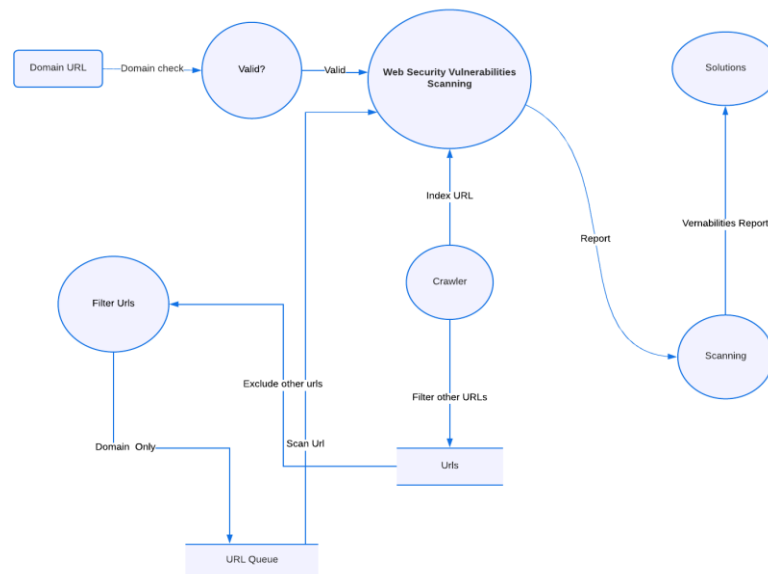 Domain URL
Domain check
Valid?
Valid
Web Security Vulnerabilities
Scanning
Solutions
Index URL
Vernabilities Report
Report
Crawler
Filter Urls
Scanning
Exclude other urls
Filter other URLs
Domain Only
Scan Url
Urls
URL Queue